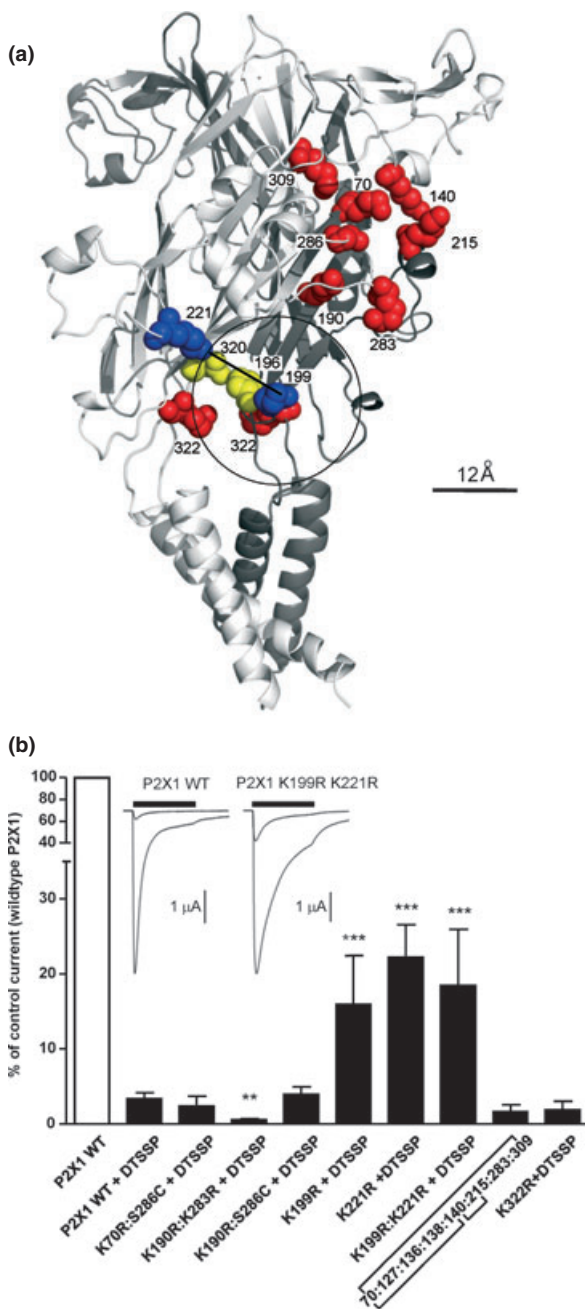 (a)
309
70
140
286
215
190
283
221
320
196
199
322
322
12Å
(b)
% of control current (wildtype P2X1)
100
80
60
40
30
20
10
0
P2X1 WT
P2X1 K199R K221R
1 µA
1 µA
**
***
***
***
P2X1 WT
P2X1 WT + DTSSP
K70R:S286C + DTSSP
K190R:K283R + DTSSP
K190R:S286C + DTSSP
K199R + DTSSP
K221R +DTSSP
K199R:K221R + DTSSP
70:127:136:138:140:215:283:309
K322R+DTSSP